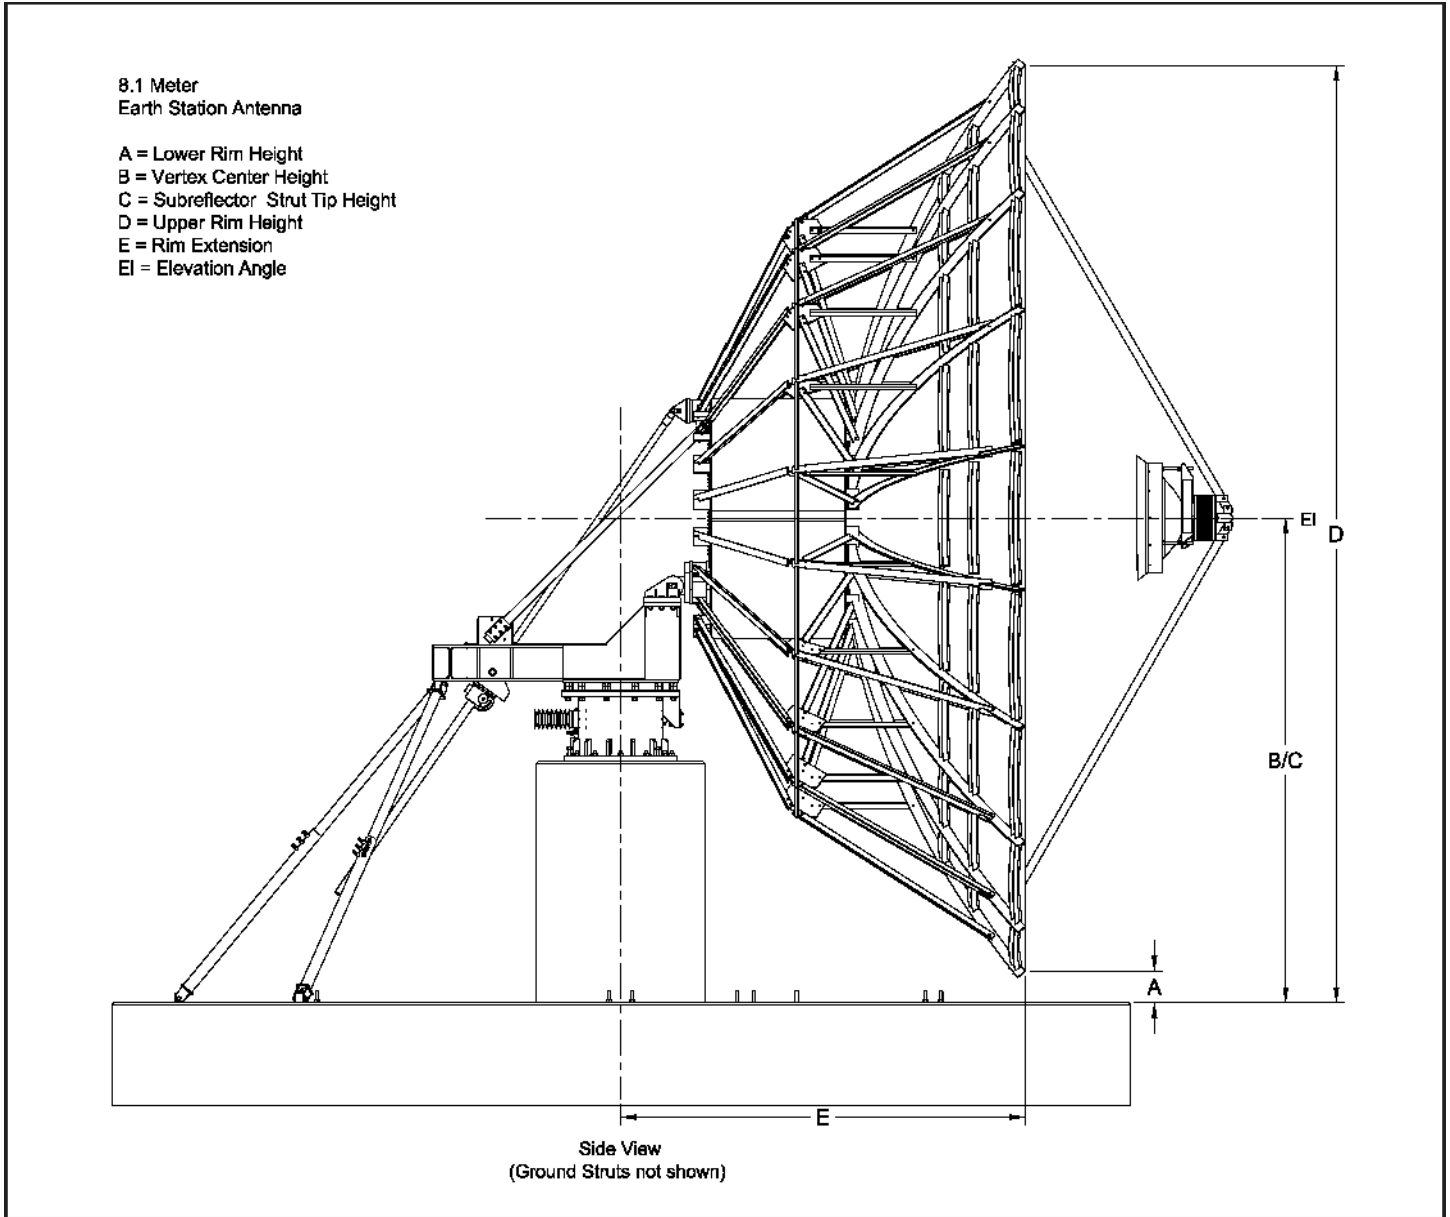 8.1 Meter
Earth Station Antenna
A = Lower Rim Height
B = Vertex Center Height
C = Subreflector Strut Tip Height
D = Upper Rim Height
E = Rim Extension
El = Elevation Angle
El
D
B/C
A
E
Side View
(Ground Struts not shown)